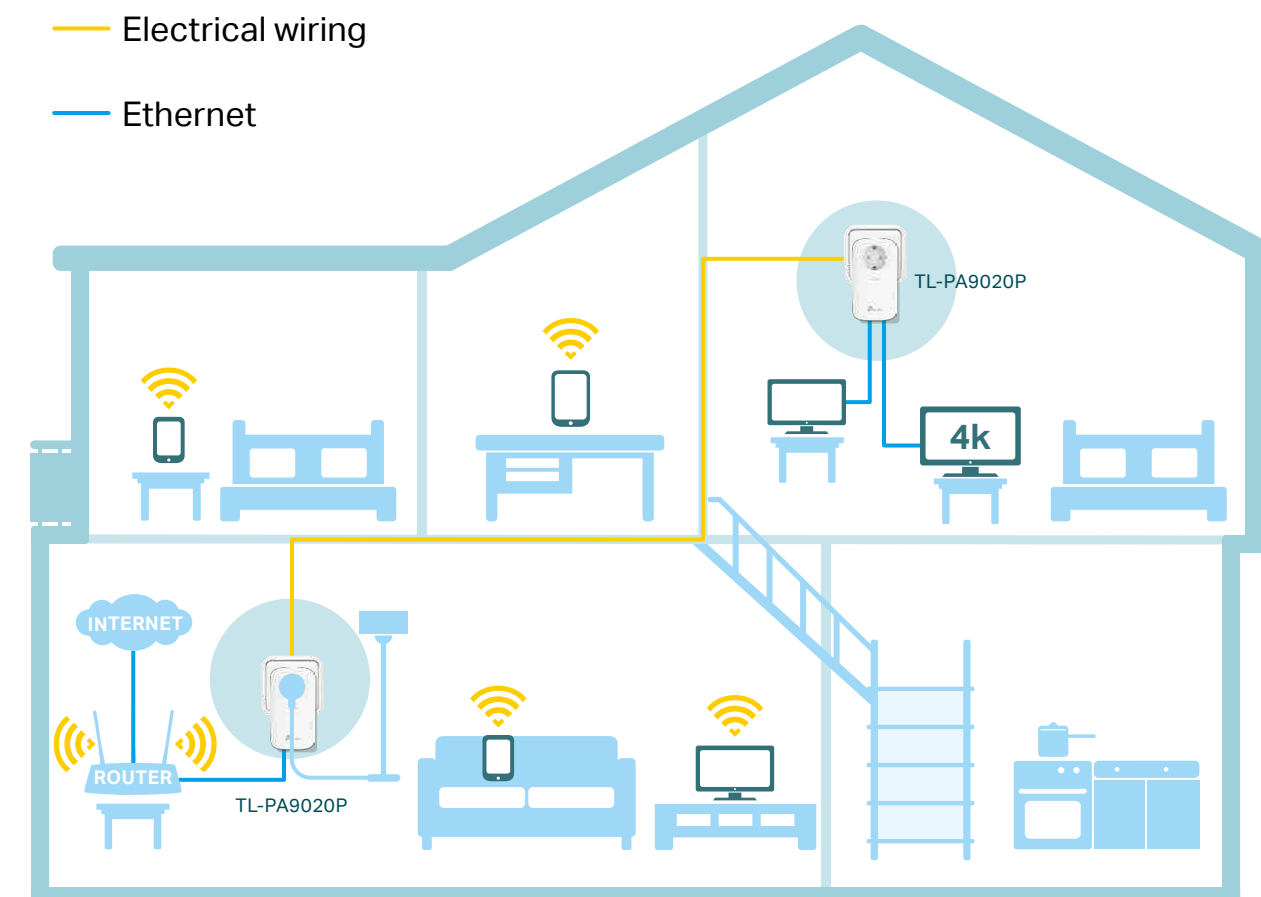 Electrical wiring
Ethernet
TL-PA9020P
4k
INTERNET
ROUTER
TL-PA9020P